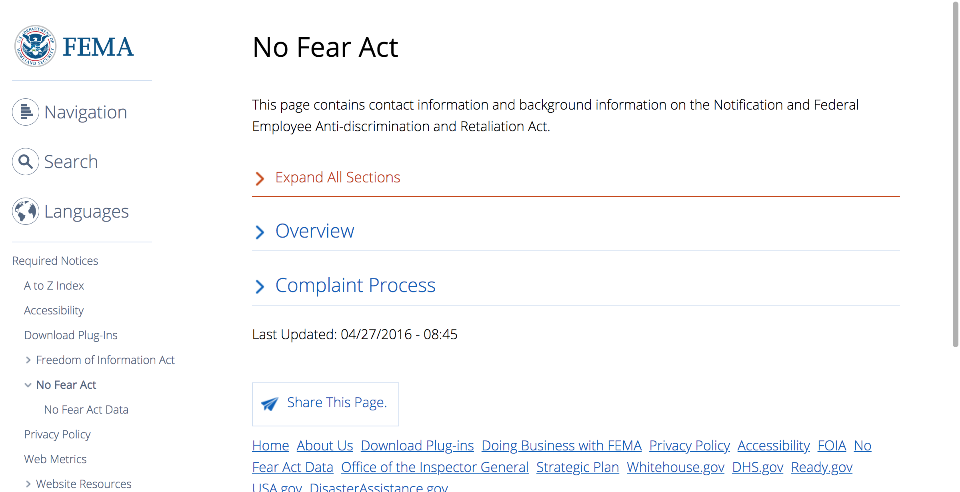 FEMA
Navigation
Search
Languages
Required Notices
A to Z Index
Accessibility
Download Plug-Ins
Freedom of Information Act
No Fear Act
No Fear Act Data
Privacy Policy
Web Metrics
Website Resources
No Fear Act
This page contains contact information and background information on the Notification and Federal
Employee Anti-discrimination and Retaliation Act.
Expand All Sections
Overview
Complaint Process
Last Updated: 04/27/2016 - 08:45
Share This Page.
Home About Us Download Plug-ins Doing Business with FEMA Privacy Policy Accessibility FOIA No
Fear Act Data Office of the Inspector General Strategic Plan Whitehouse.gov DHS.gov Ready.gov
USA.gov DisasterAssistance.gov